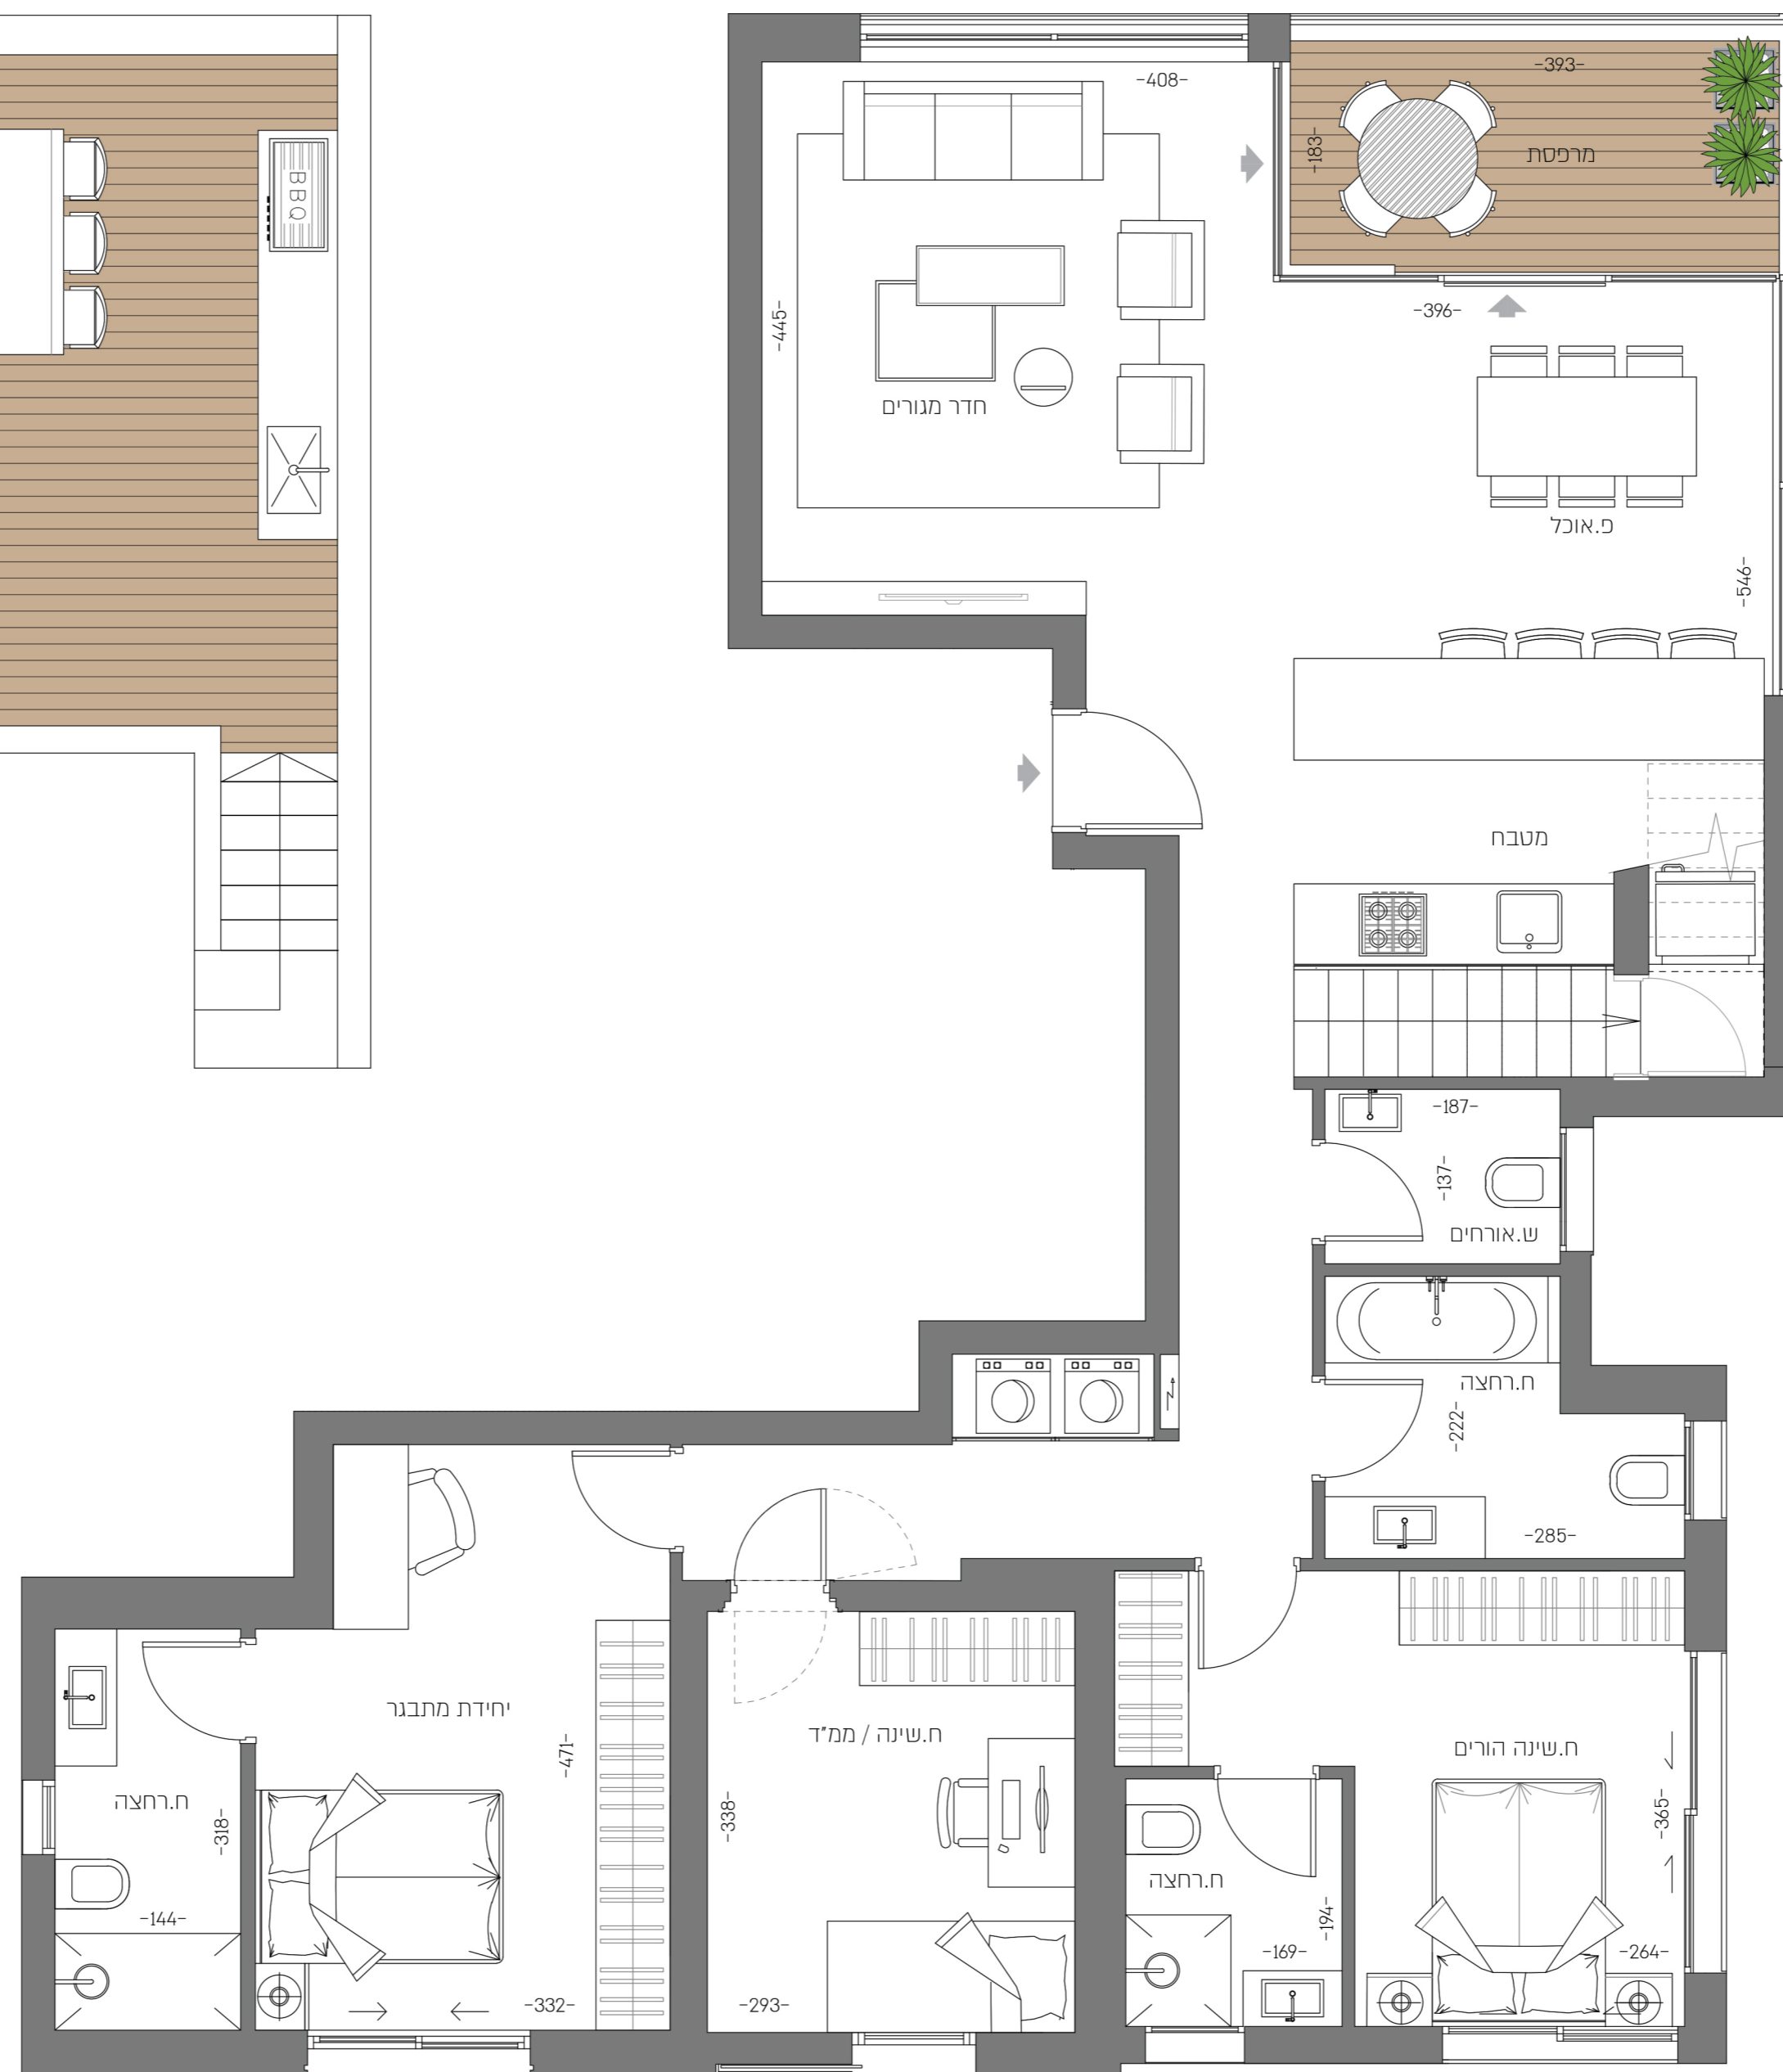 -408-
-393-
BBQ
-183-
מרפסת
-445-
-396-
חדר מגורים
פ.אוכל
-546-
מטבח
-187-
-137-
ש.אורחים
ח.רחצה
-222-
-285-
יחידת מתבגר
-471-
ח.שינה / ממ"ד
ח.שינה הורים
ח.רחצה
-318-
-338-
-365-
ח.רחצה
-144-
-194-
-169-
-264-
-332-
-293-